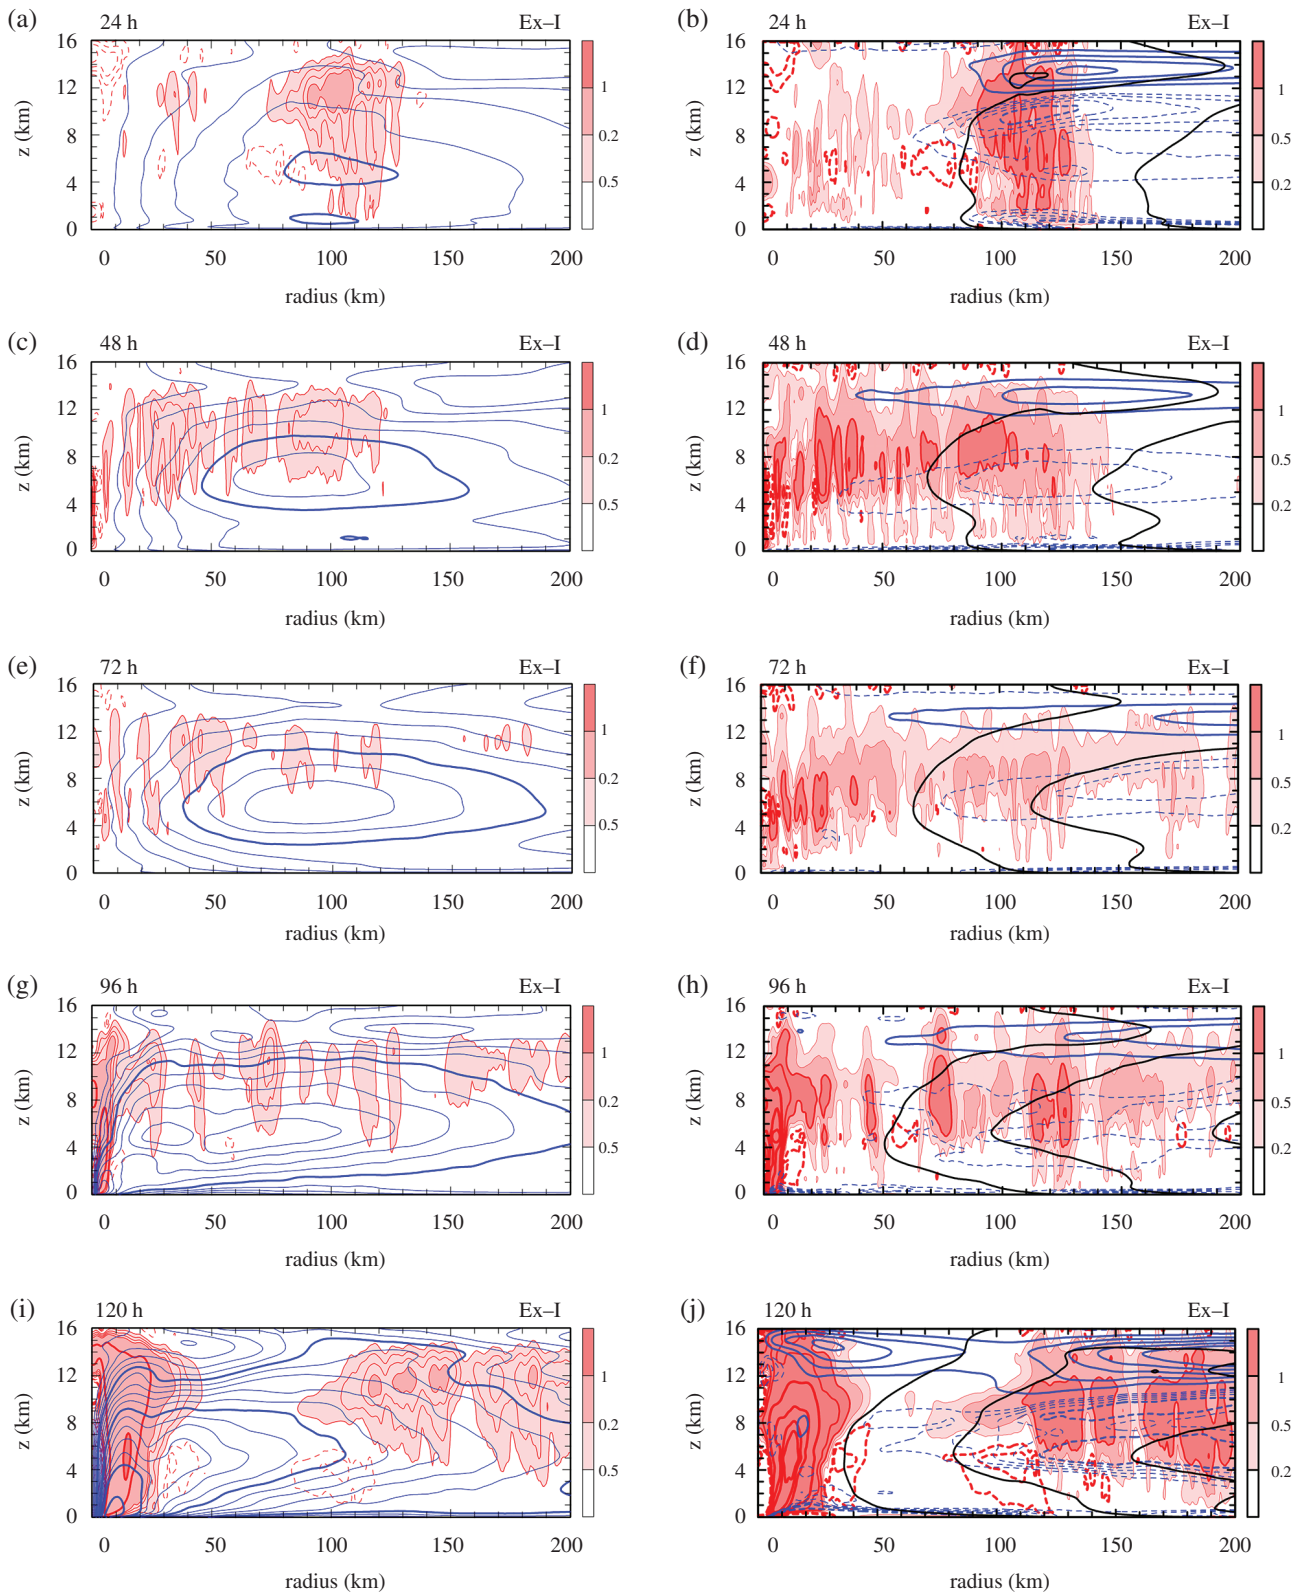 (a) 24 h Ex–I
16
12
8
4
0
z (km)
1
0.2
0.5
0 50 100 150 200
radius (km)
(b) 24 h Ex–I
16
12
8
4
0
z (km)
1
0.5
0.2
0 50 100 150 200
radius (km)
(c) 48 h Ex–I
16
12
8
4
0
z (km)
1
0.2
0.5
0 50 100 150 200
radius (km)
(d) 48 h Ex–I
16
12
8
4
0
z (km)
1
0.5
0.2
0 50 100 150 200
radius (km)
(e) 72 h Ex–I
16
12
8
4
0
z (km)
1
0.2
0.5
0 50 100 150 200
radius (km)
(f) 72 h Ex–I
16
12
8
4
0
z (km)
1
0.5
0.2
0 50 100 150 200
radius (km)
(g) 96 h Ex–I
16
12
8
4
0
z (km)
1
0.2
0.5
0 50 100 150 200
radius (km)
(h) 96 h Ex–I
16
12
8
4
0
z (km)
1
0.5
0.2
0 50 100 150 200
radius (km)
(i) 120 h Ex–I
16
12
8
4
0
z (km)
1
0.2
0.5
0 50 100 150 200
radius (km)
(j) 120 h Ex–I
16
12
8
4
0
z (km)
1
0.5
0.2
0 50 100 150 200
radius (km)